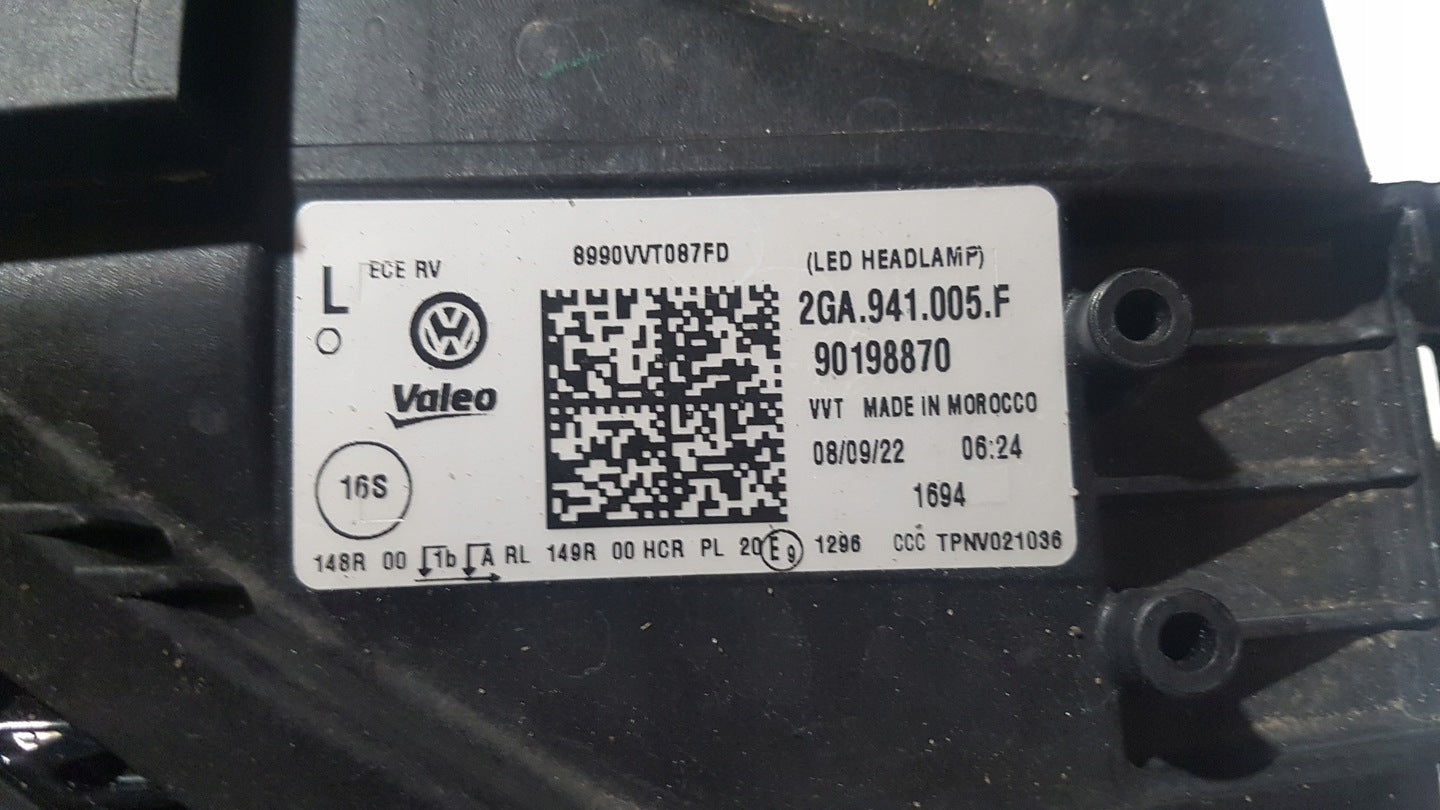 L ECE RV
8990VVT087FD
(LED HEADLAMP)
2GA.941.005.F
Valeo
90198870
VVT MADE IN MOROCCO
08/09/22 06:24
16S
1694
148R 00 1b A RL 149R 00 HCR PL 20 E9 1296 CCC TPNV021036